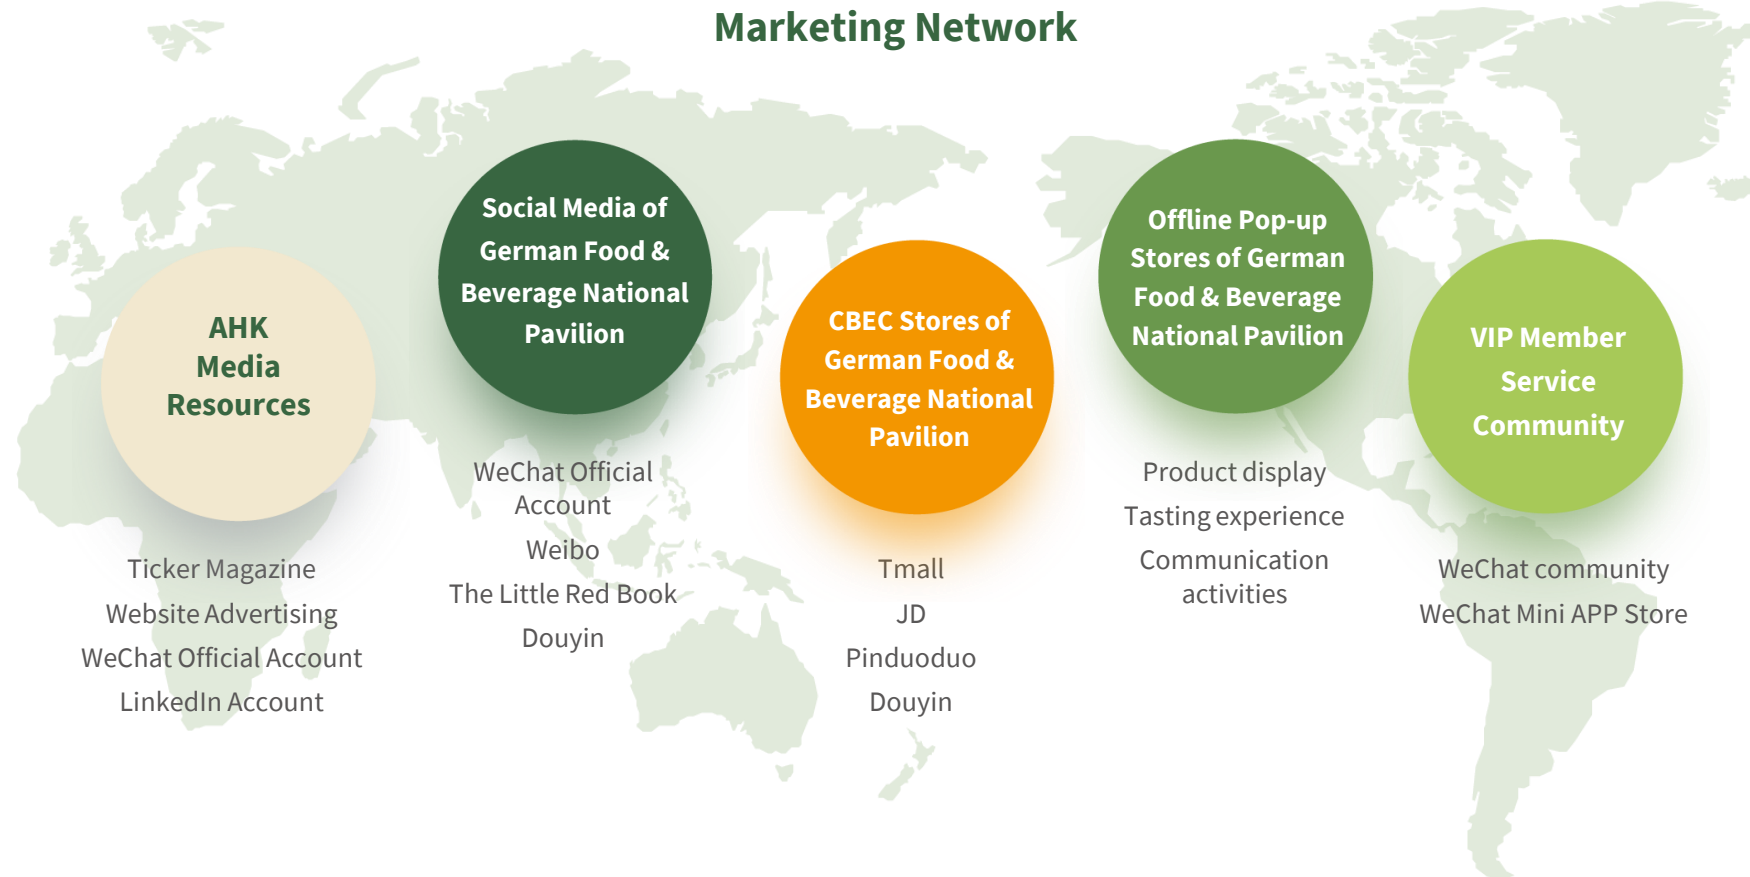 Marketing Network
AHK
Media
Resources
Ticker Magazine
Website Advertising
WeChat Official Account
LinkedIn Account
Social Media of
German Food &
Beverage National
Pavilion
WeChat Official
Account
Weibo
The Little Red Book
Douyin
CBEC Stores of
German Food &
Beverage National
Pavilion
Tmall
JD
Pinduoduo
Douyin
Offline Pop-up
Stores of German
Food & Beverage
National Pavilion
Product display
Tasting experience
Communication
activities
VIP Member
Service
Community
WeChat community
WeChat Mini APP Store